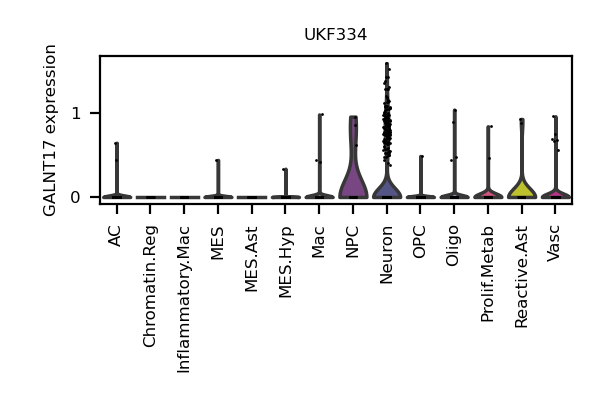 UKF334
GALNT17 expression
1
0
AC
Chromatin.Reg
Inflammatory.Mac
MES
MES.Ast
MES.Hyp
Mac
NPC
Neuron
OPC
Oligo
Prolif.Metab
Reactive.Ast
Vasc